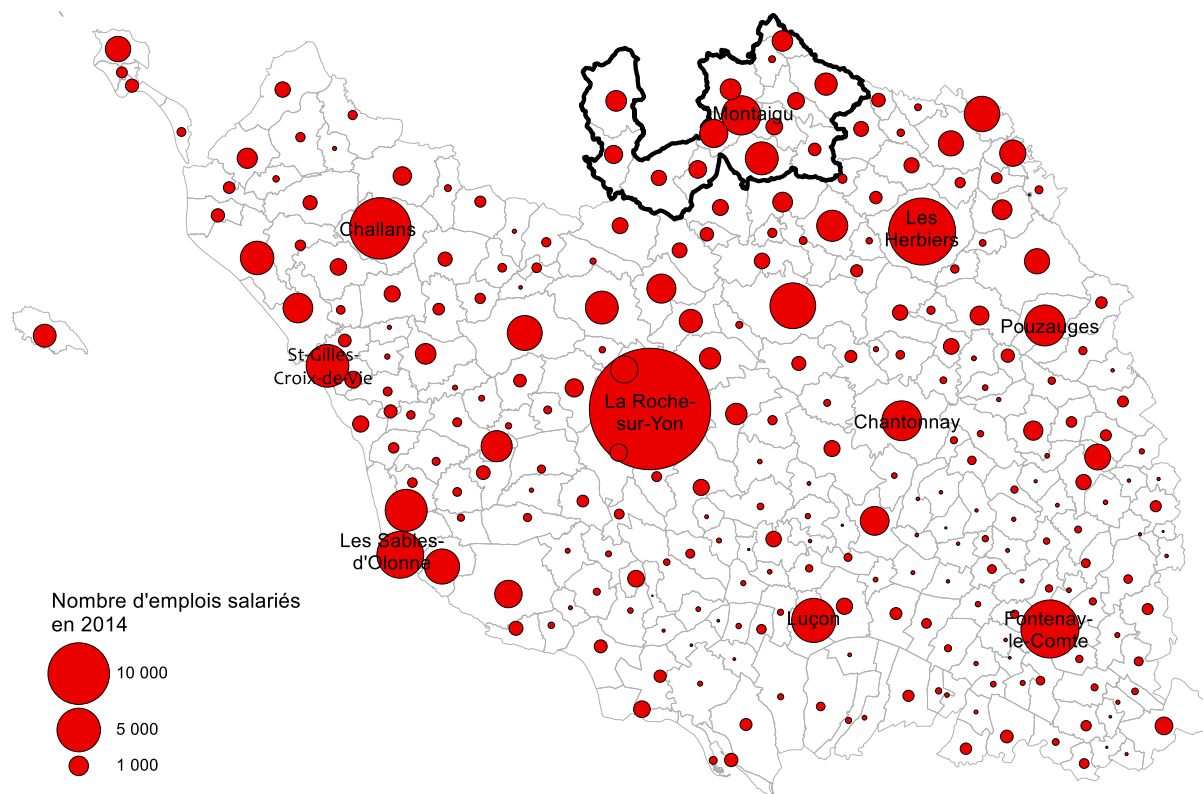 Montaigu
Challans
Les
Herbiers
Pouzauges
St-Gilles-
Croix-de-Vie
La Roche-
sur-Yon
Chantonnay
Les Sables-
d'Olonne
Luçon
Fontenay-
le-Comte
Nombre d'emplois salariés
en 2014
10 000
5 000
1 000